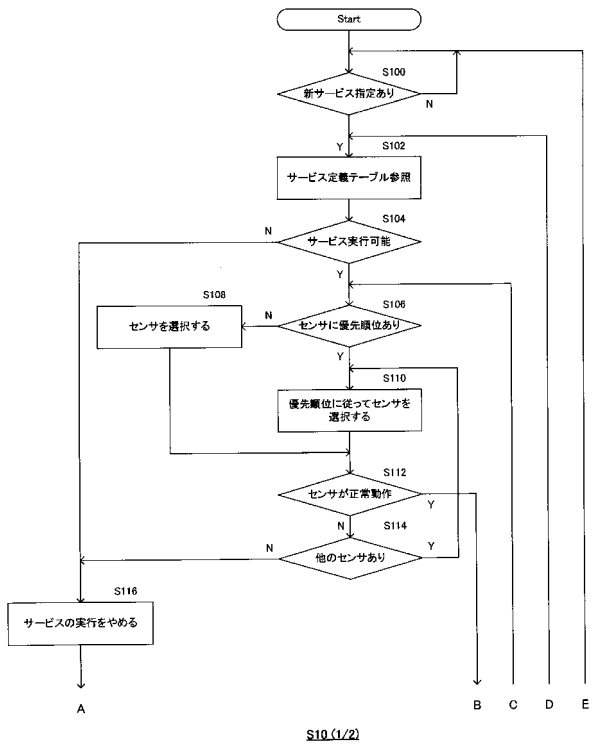 Start
S100
新サービス指定あり
N
Y
S102
サービス定義テーブル参照
S104
N
サービス実行可能
Y
S108
S106
センサを選択する
N
センサに優先順位あり
Y
S110
優先順位に従ってセンサを
選択する
S112
センサが正常動作
Y
N
S114
N
他のセンサあり
Y
S116
サービスの実行をやめる
A
B
C
D
E
S10 (1/2)